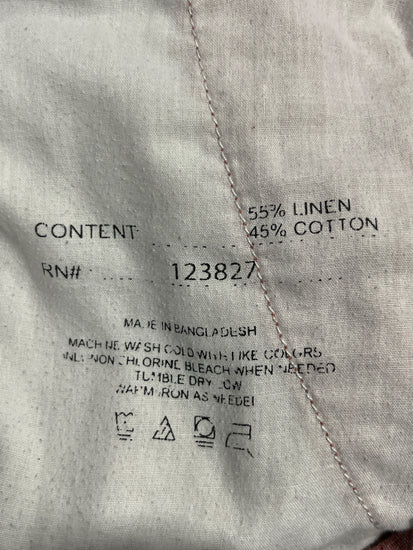 55% LINEN
CONTENT 45% COTTON
RN# 123827
MADE IN BANGLADESH
MACHINE WASH COLD WITH LIKE COLORS
ONLY NON CHLORINE BLEACH WHEN NEEDED
TUMBLE DRY LOW
WARM IRON AS NEEDED